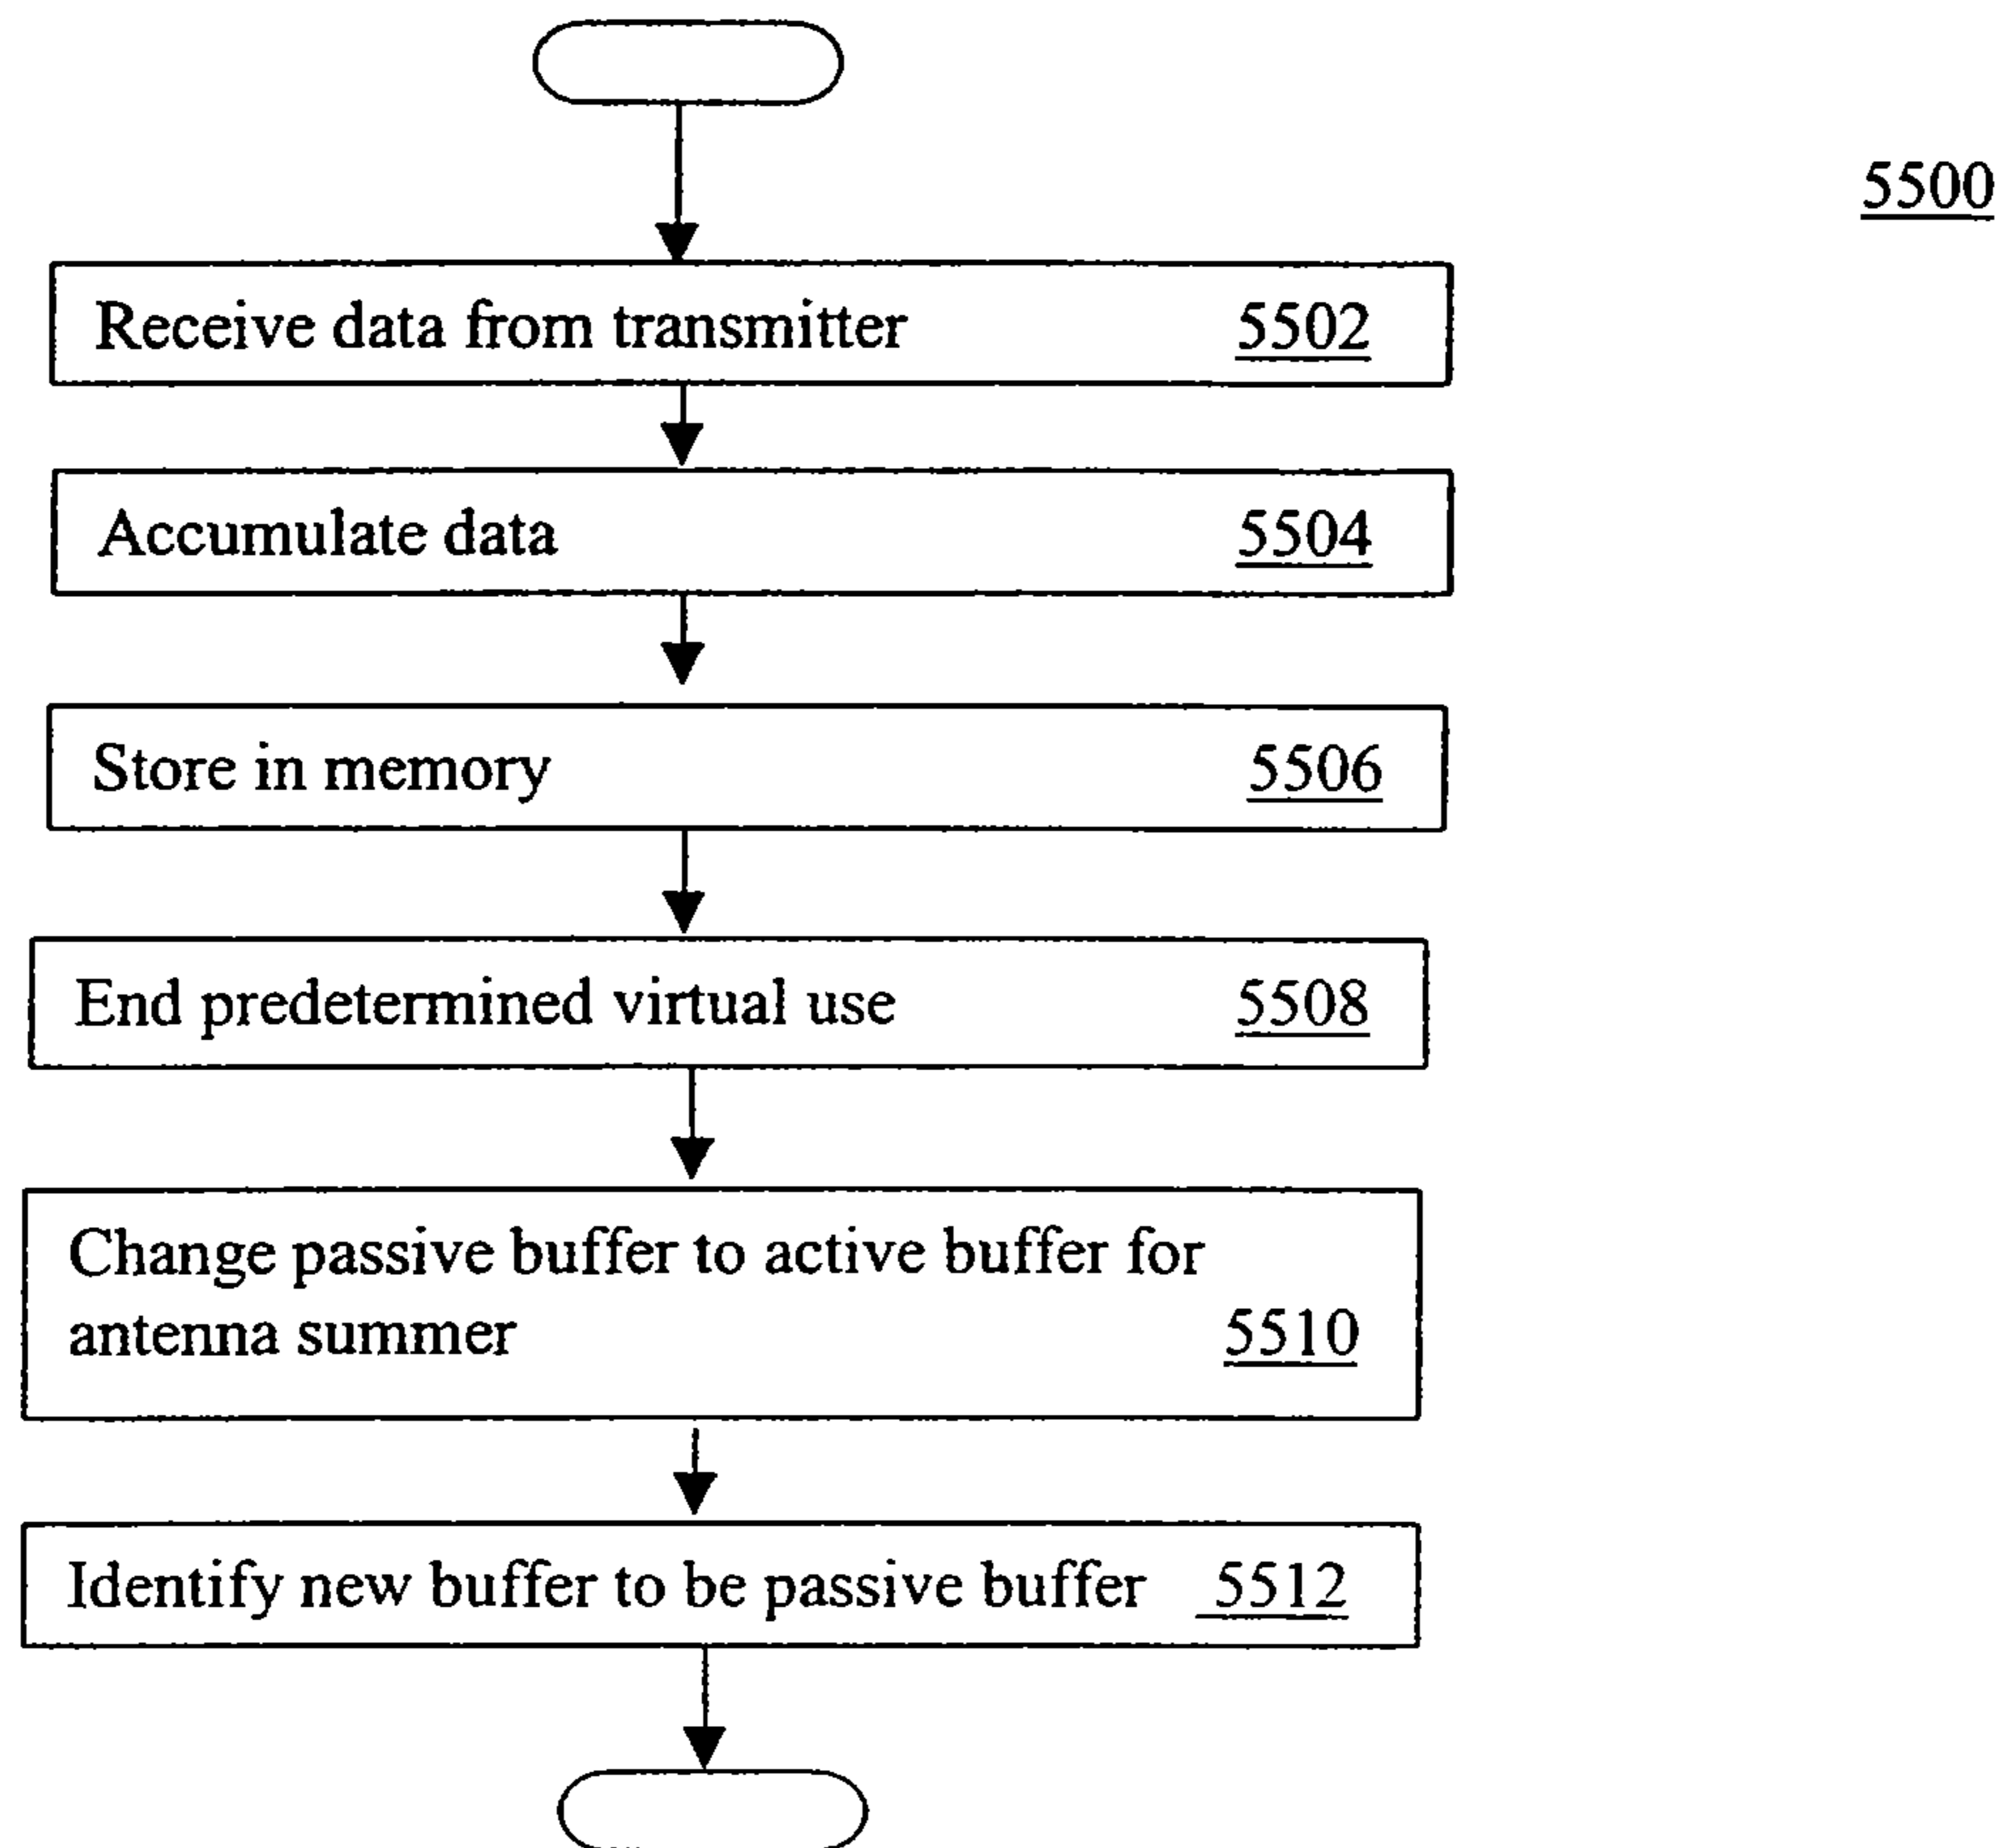 5500
Receive data from transmitter 5502
Accumulate data 5504
Store in memory 5506
End predetermined virtual use 5508
Change passive buffer to active buffer for
antenna summer 5510
Identify new buffer to be passive buffer 5512